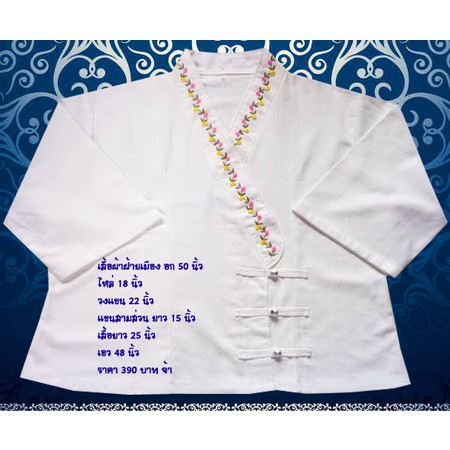 เสื้อผ้าฝ้ายเมือง อก 50 นิ้ว
ไหล่ 18 นิ้ว
วงแขน 22 นิ้ว
แขนสามส่วน ยาว 15 นิ้ว
เสื้อยาว 25 นิ้ว
เอว 48 นิ้ว
ราคา 390 บาท จ้า